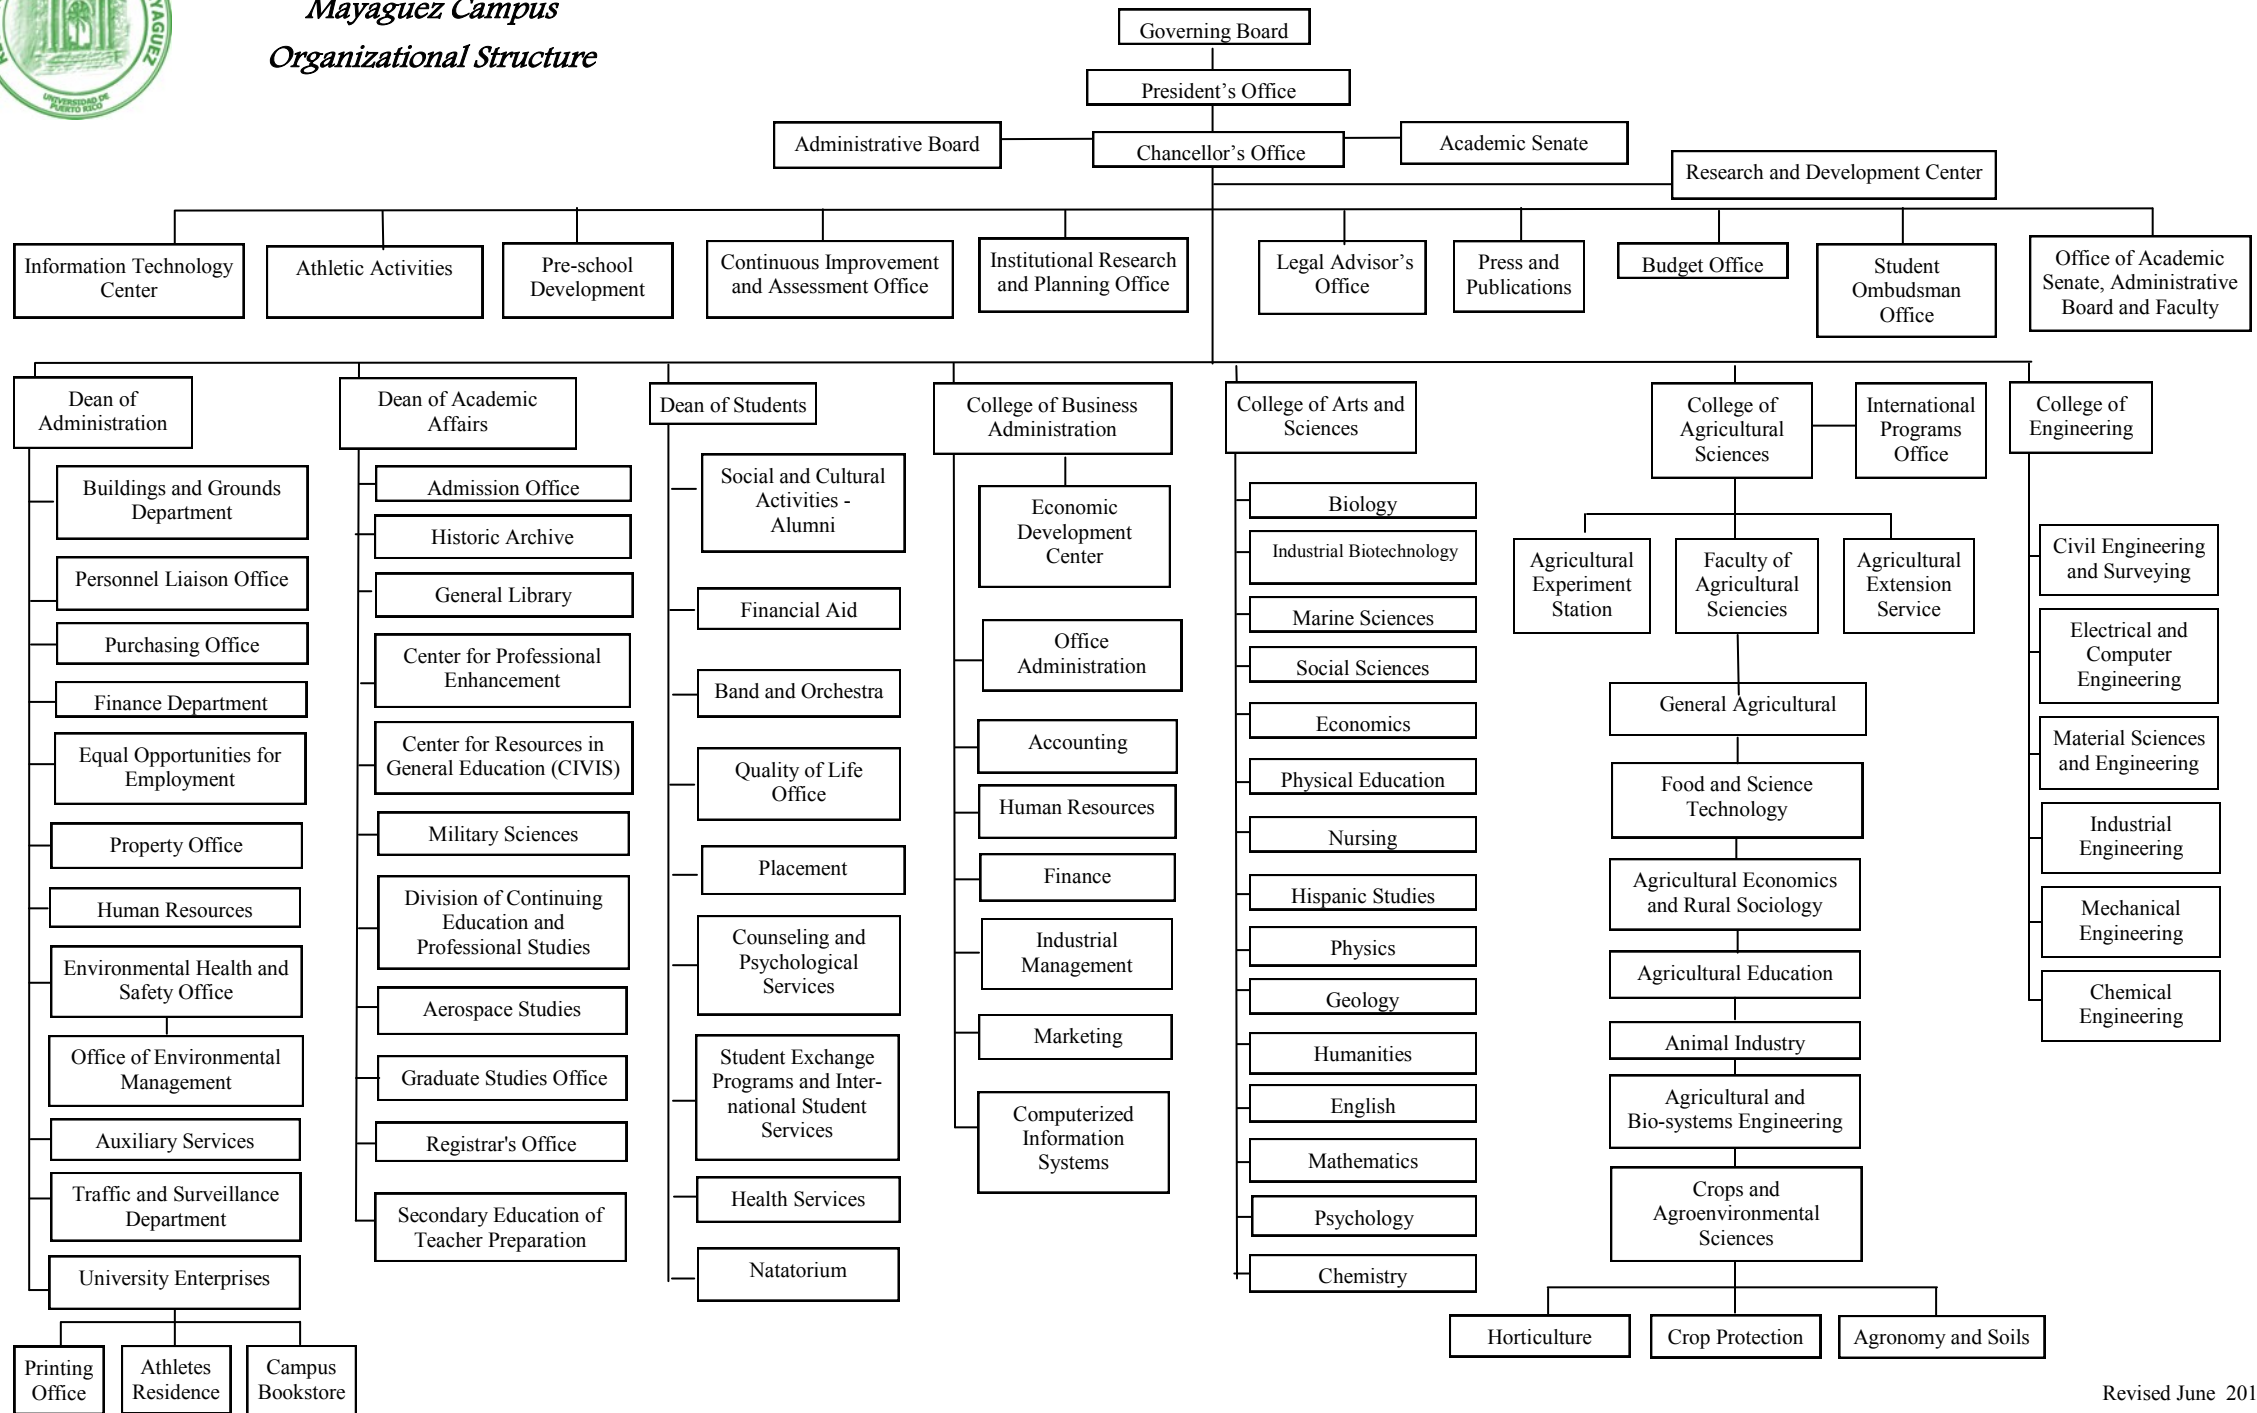 Mayaguez Campus
Organizational Structure
YAGUEZ
UNIVERSIDAD DE
PUERTO RICO
Governing Board
President's Office
Administrative Board
Chancellor's Office
Academic Senate
Research and Development Center
Information Technology
Center
Athletic Activities
Pre-school
Development
Continuous Improvement
and Assessment Office
Institutional Research
and Planning Office
Legal Advisor's
Office
Press and
Publications
Budget Office
Student
Ombudsman
Office
Office of Academic
Senate, Administrative
Board and Faculty
Dean of
Administration
Buildings and Grounds
Department
Personnel Liaison Office
Purchasing Office
Finance Department
Equal Opportunities for
Employment
Property Office
Human Resources
Environmental Health and
Safety Office
Office of Environmental
Management
Auxiliary Services
Traffic and Surveillance
Department
University Enterprises
Printing
Office
Athletes
Residence
Campus
Bookstore
Dean of Academic
Affairs
Admission Office
Historic Archive
General Library
Center for Professional
Enhancement
Center for Resources in
General Education (CIVIS)
Military Sciences
Division of Continuing
Education and
Professional Studies
Aerospace Studies
Graduate Studies Office
Registrar's Office
Secondary Education of
Teacher Preparation
Dean of Students
Social and Cultural
Activities -
Alumni
Financial Aid
Band and Orchestra
Quality of Life
Office
Placement
Counseling and
Psychological
Services
Student Exchange
Programs and Inter-
national Student
Services
Health Services
Natatorium
College of Business
Administration
Economic
Development
Center
Office
Administration
Accounting
Human Resources
Finance
Industrial
Management
Marketing
Computerized
Information
Systems
College of Arts and
Sciences
Biology
Industrial Biotechnology
Marine Sciences
Social Sciences
Economics
Physical Education
Nursing
Hispanic Studies
Physics
Geology
Humanities
English
Mathematics
Psychology
Chemistry
College of
Agricultural
Sciences
International
Programs
Office
Agricultural
Experiment
Station
Faculty of
Agricultural
Sciencies
Agricultural
Extension
Service
General Agricultural
Food and Science
Technology
Agricultural Economics
and Rural Sociology
Agricultural Education
Animal Industry
Agricultural and
Bio-systems Engineering
Crops and
Agroenvironmental
Sciences
Horticulture
Crop Protection
Agronomy and Soils
College of
Engineering
Civil Engineering
and Surveying
Electrical and
Computer
Engineering
Material Sciences
and Engineering
Industrial
Engineering
Mechanical
Engineering
Chemical
Engineering
Revised June 201